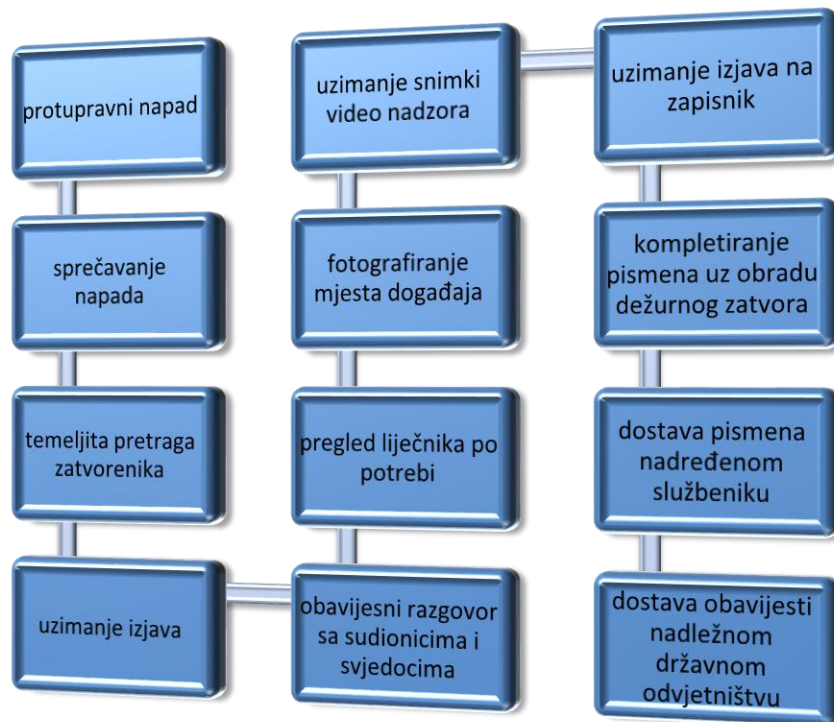 protupravni napad
sprečavanje
napada
temeljita pretraga
zatvorenika
uzimanje izjava
obavijesni razgovor
sa sudionicima i
svjedocima
pregled liječnika po
potrebi
fotografiranje
mjesta događaja
uzimanje snimki
video nadzora
uzimanje izjava na
zapisnik
kompletiranje
pismena uz obradu
dežurnog zatvora
dostava pismena
nadređenom
službeniku
dostava obavijesti
nadležnom
državnom
odvjetništvu